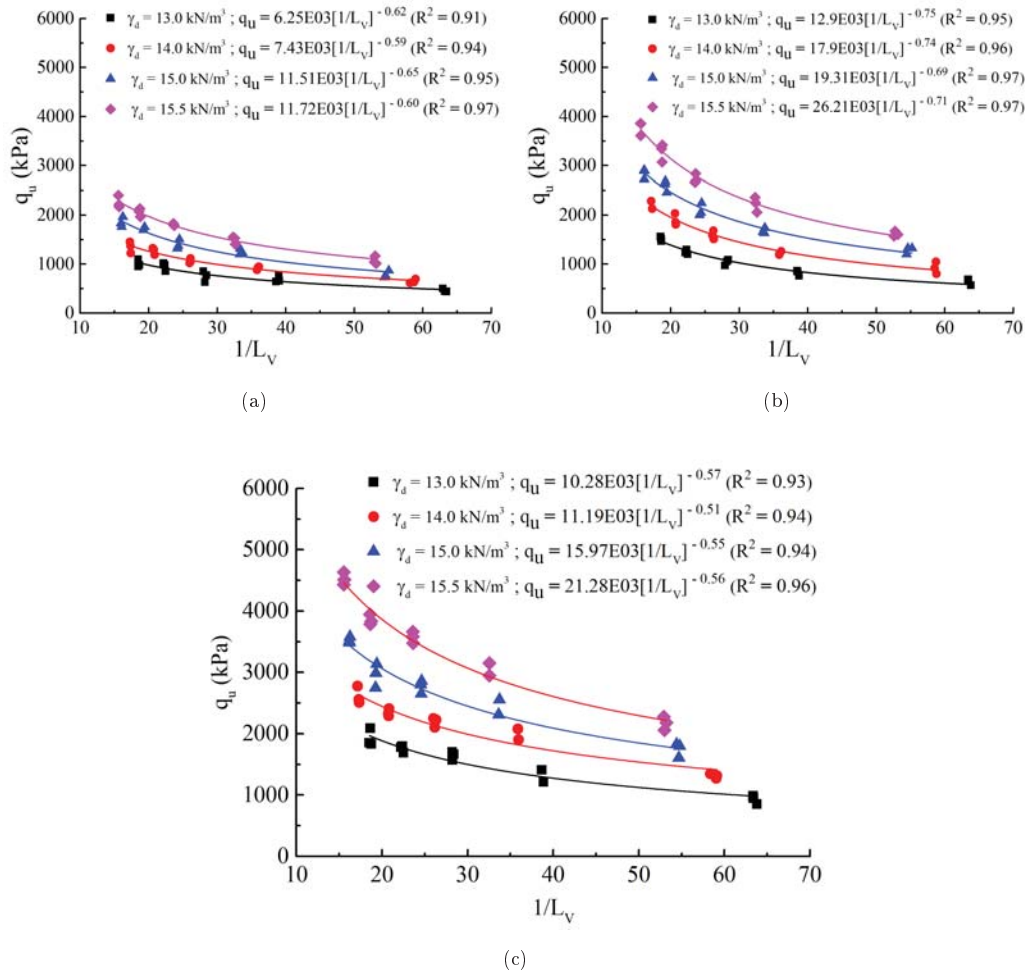 γd = 13.0 kN/m³ ; qu = 6.25E03[1/Lv]^-0.62 (R² = 0.91)
γd = 14.0 kN/m³ ; qu = 7.43E03[1/Lv]^-0.59 (R² = 0.94)
γd = 15.0 kN/m³ ; qu = 11.51E03[1/Lv]^-0.65 (R² = 0.95)
γd = 15.5 kN/m³ ; qu = 11.72E03[1/Lv]^-0.60 (R² = 0.97)
6000
5000
4000
3000
2000
1000
0
qu (kPa)
10 20 30 40 50 60 70
1/Lv
(a)
γd = 13.0 kN/m³ ; qu = 12.9E03[1/Lv]^-0.75 (R² = 0.95)
γd = 14.0 kN/m³ ; qu = 17.9E03[1/Lv]^-0.74 (R² = 0.96)
γd = 15.0 kN/m³ ; qu = 19.31E03[1/Lv]^-0.69 (R² = 0.97)
γd = 15.5 kN/m³ ; qu = 26.21E03[1/Lv]^-0.71 (R² = 0.97)
6000
5000
4000
3000
2000
1000
0
qu (kPa)
10 20 30 40 50 60 70
1/Lv
(b)
γd = 13.0 kN/m³ ; qu = 10.28E03[1/Lv]^-0.57 (R² = 0.93)
γd = 14.0 kN/m³ ; qu = 11.19E03[1/Lv]^-0.51 (R² = 0.94)
γd = 15.0 kN/m³ ; qu = 15.97E03[1/Lv]^-0.55 (R² = 0.94)
γd = 15.5 kN/m³ ; qu = 21.28E03[1/Lv]^-0.56 (R² = 0.96)
6000
5000
4000
3000
2000
1000
0
qu (kPa)
10 20 30 40 50 60 70
1/Lv
(c)